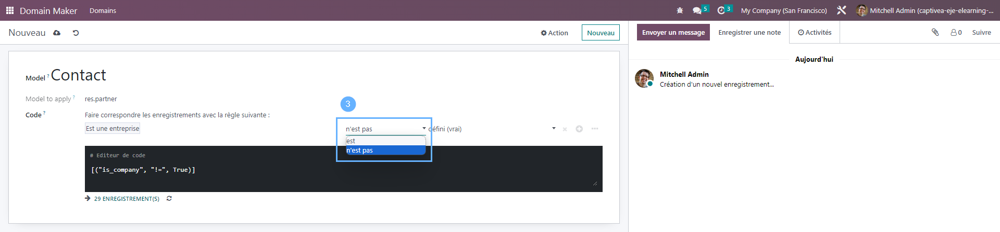 Domain Maker Domains 5 3 My Company (San Francisco) Mitchell Admin (captivea-eje-elearning-...
Nouveau Action Nouveau Envoyer un message Enregistrer une note Activités 0 Suivre
Aujourd'hui
Mitchell Admin
Création d'un nouvel enregistrement...
Model ? Contact
Model to apply ? res.partner
3
Code ? Faire correspondre les enregistrements avec la règle suivante :
Est une entreprise n'est pas défini (vrai)
est
n'est pas
# Editeur de code
[("is_company", "!=", True)]
29 ENREGISTREMENT(S)